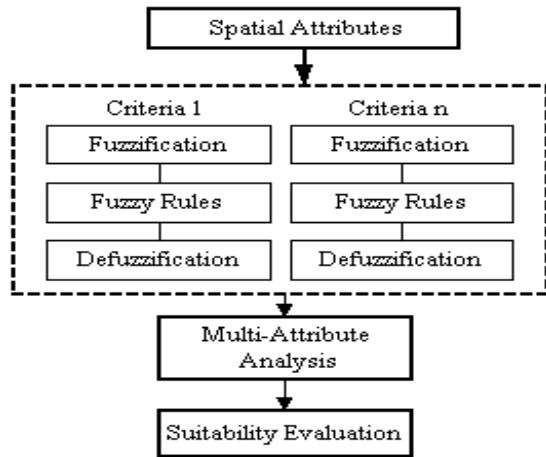 Spatial Attributes
Criteria 1
Criteria n
Fuzzification
Fuzzification
Fuzzy Rules
Fuzzy Rules
Defuzzification
Defuzzification
Multi-Attribute
Analysis
Suitability Evaluation